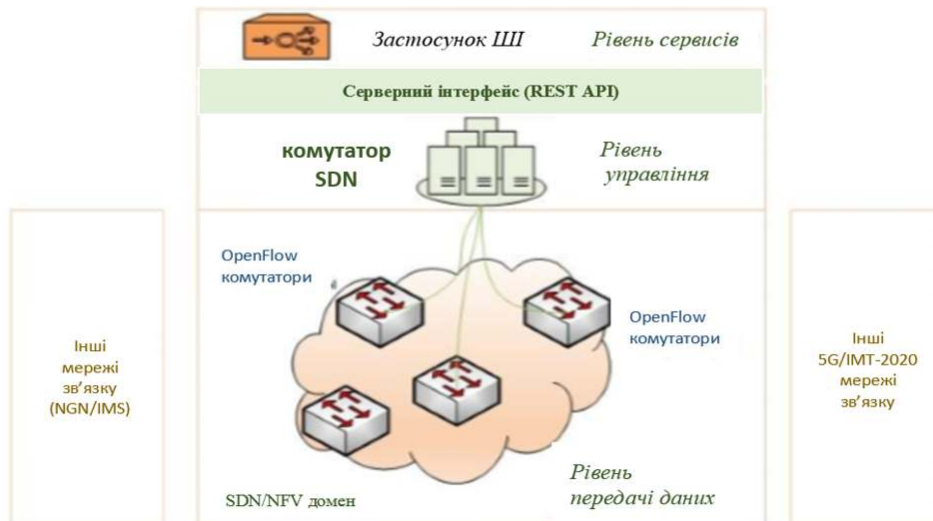 Застосунок ШІ
Рівень сервісів
Серверний інтерфейс (REST API)
комутатор
SDN
Рівень
управління
OpenFlow
комутатори
OpenFlow
комутатори
Інші
мережі
зв’язку
(NGN/IMS)
Інші
5G/IMT-2020
мережі
зв’язку
SDN/NFV домен
Рівень
передачі даних